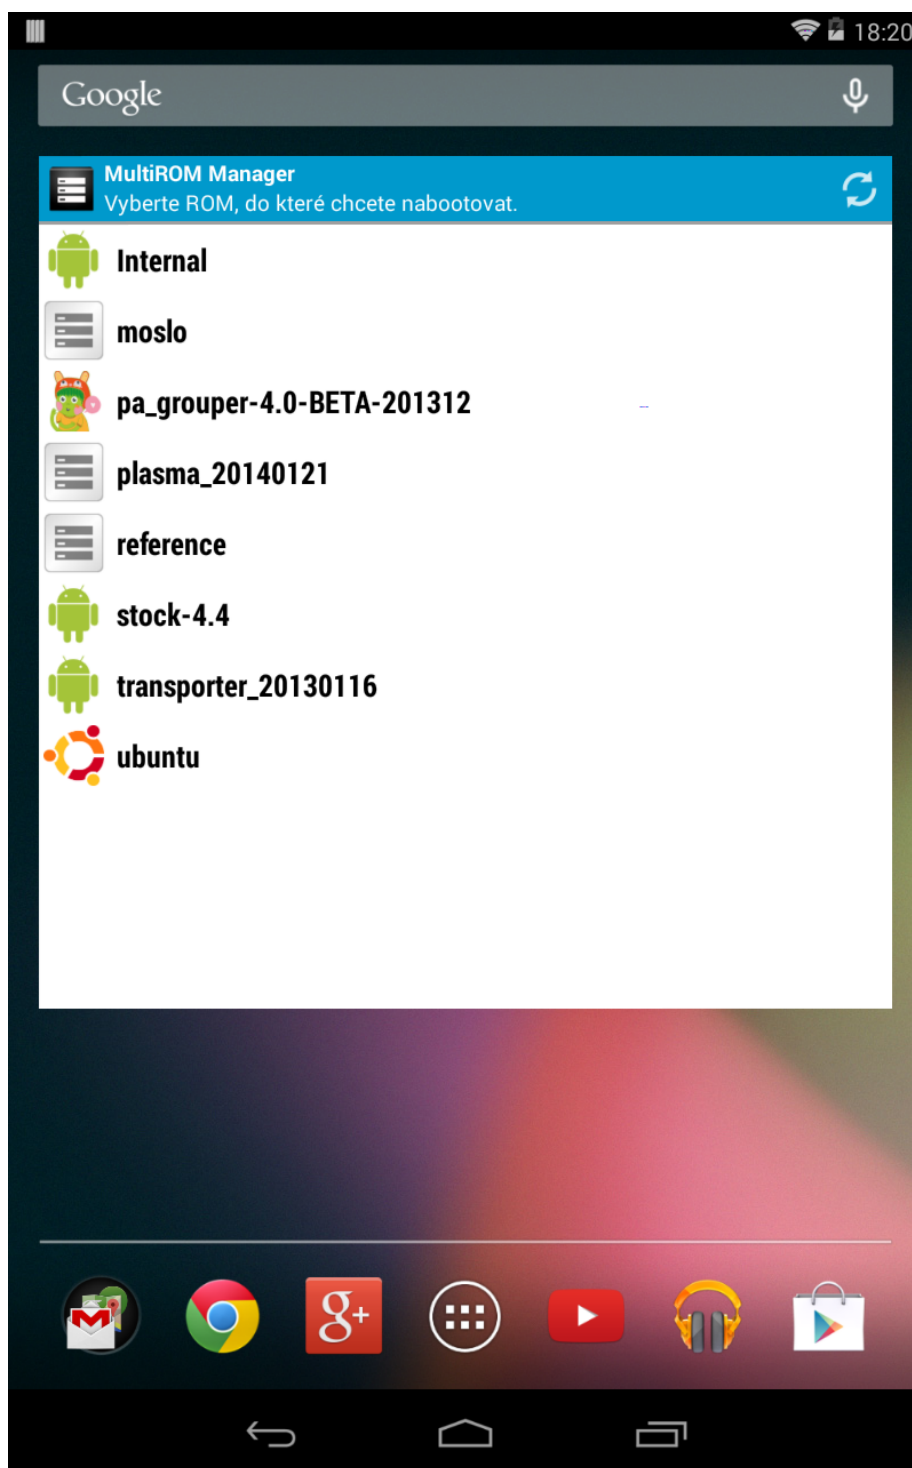 18:20
Google
MultiROM Manager
Vyberte ROM, do které chcete nabootovat.
Internal
moslo
pa_grouper-4.0-BETA-201312
plasma_20140121
reference
stock-4.4
transporter_20130116
ubuntu
g+